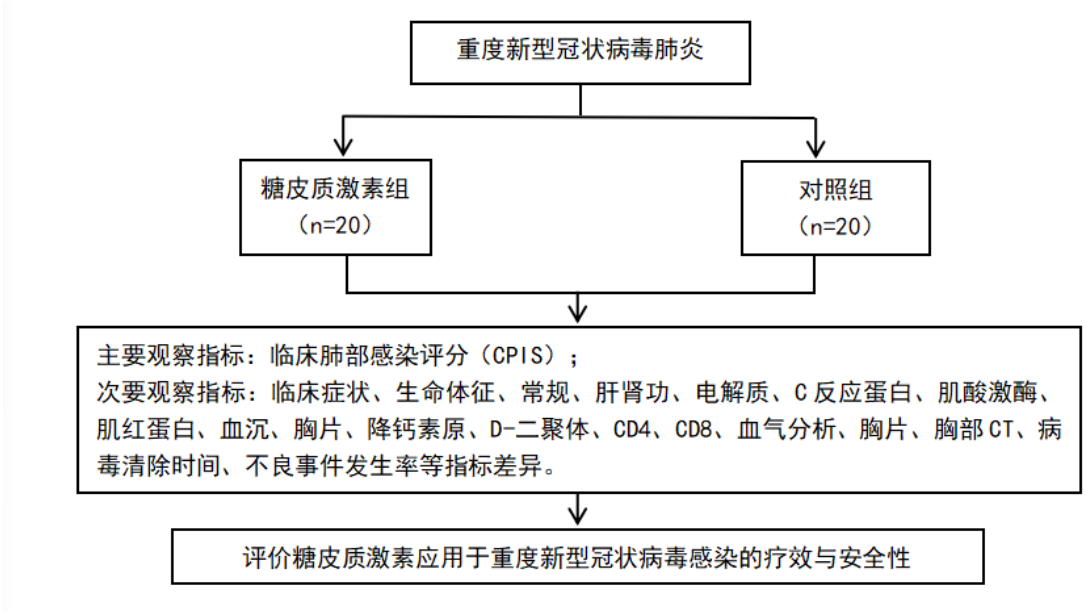 重度新型冠状病毒肺炎
糖皮质激素组
（n=20）
对照组
（n=20）
主要观察指标：临床肺部感染评分（CPIS）；
次要观察指标：临床症状、生命体征、常规、肝肾功、电解质、C反应蛋白、肌酸激酶、
肌红蛋白、血沉、胸片、降钙素原、D-二聚体、CD4、CD8、血气分析、胸片、胸部CT、病
毒清除时间、不良事件发生率等指标差异。
评价糖皮质激素应用于重度新型冠状病毒感染的疗效与安全性